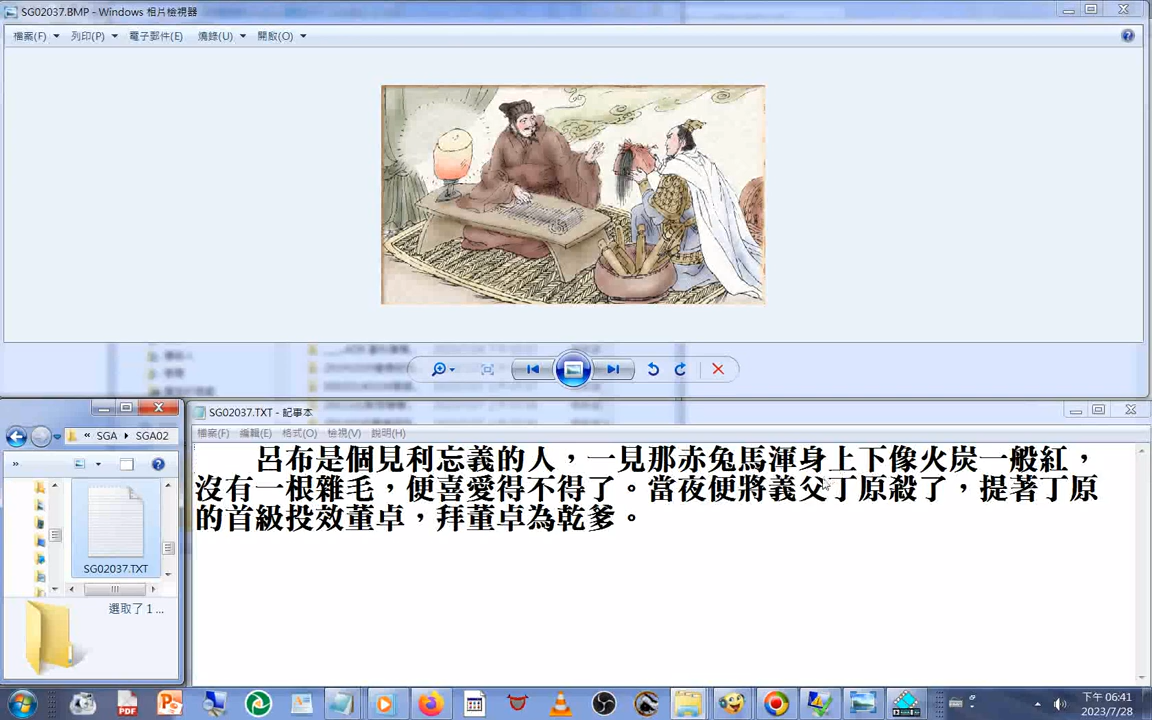 SG02037.BMP - Windows 相片檢視器
檔案(F) 列印(P) 電子郵件(E) 燒錄(U) 開啟(O)
SGA SGA02
SG02037.TXT
選取了 1 ...
SG02037.TXT - 記事本
檔案(F) 編輯(E) 格式(O) 檢視(V) 說明(H)
呂布是個見利忘義的人，一見那赤兔馬渾身上下像火炭一般紅，
沒有一根雜毛，便喜愛得不得了。當夜便將義父丁原殺了，提著丁原
的首級投效董卓，拜董卓為乾爹。
PDF
下午 06:41
2023/7/28